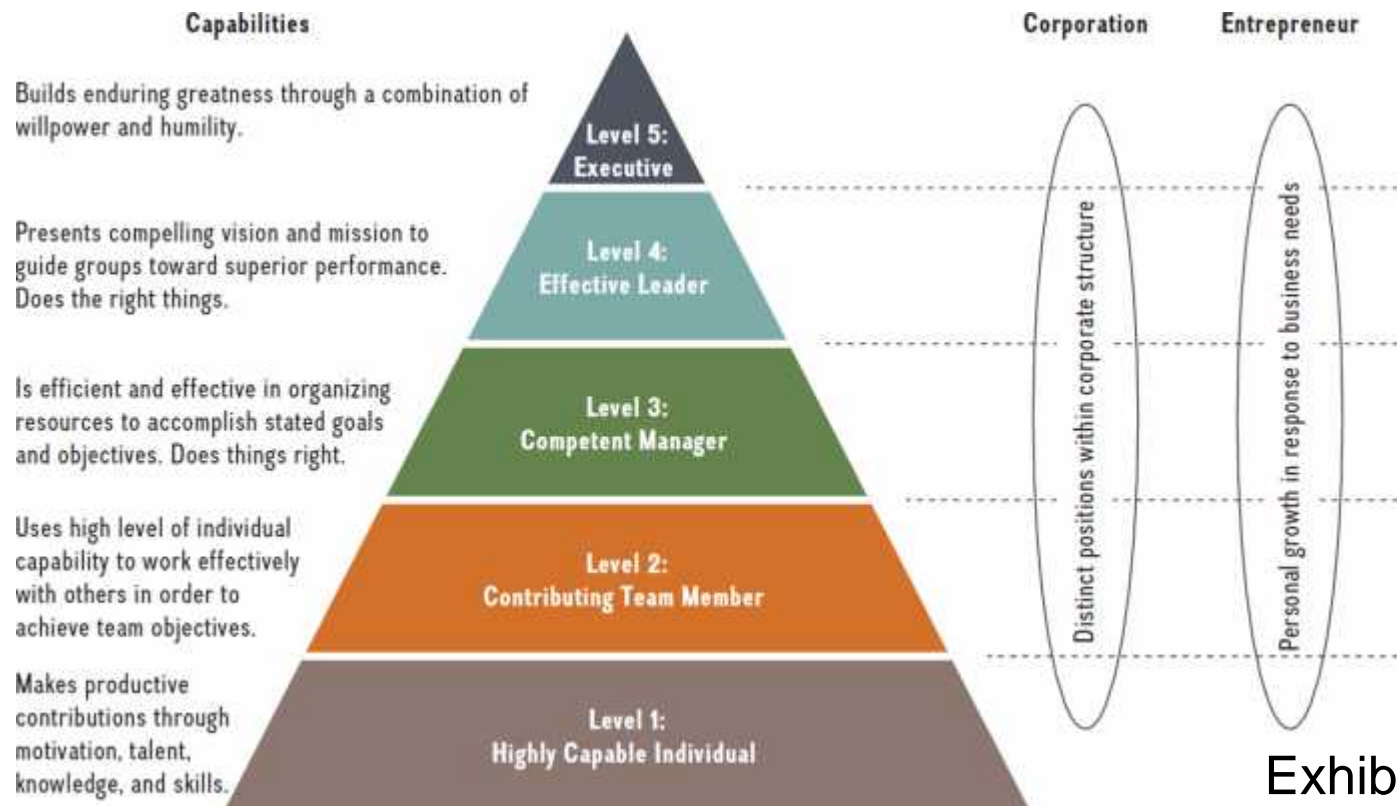 Capabilities
Corporation
Entrepreneur
Builds enduring greatness through a combination of
willpower and humility.
Level 5:
Executive
Presents compelling vision and mission to
guide groups toward superior performance.
Does the right things.
Level 4:
Effective Leader
Is efficient and effective in organizing
resources to accomplish stated goals
and objectives. Does things right.
Level 3:
Competent Manager
Uses high level of individual
capability to work effectively
with others in order to
achieve team objectives.
Level 2:
Contributing Team Member
Makes productive
contributions through
motivation, talent,
knowledge, and skills.
Level 1:
Highly Capable Individual
Distinct positions within corporate structure
Personal growth in response to business needs
Exhib